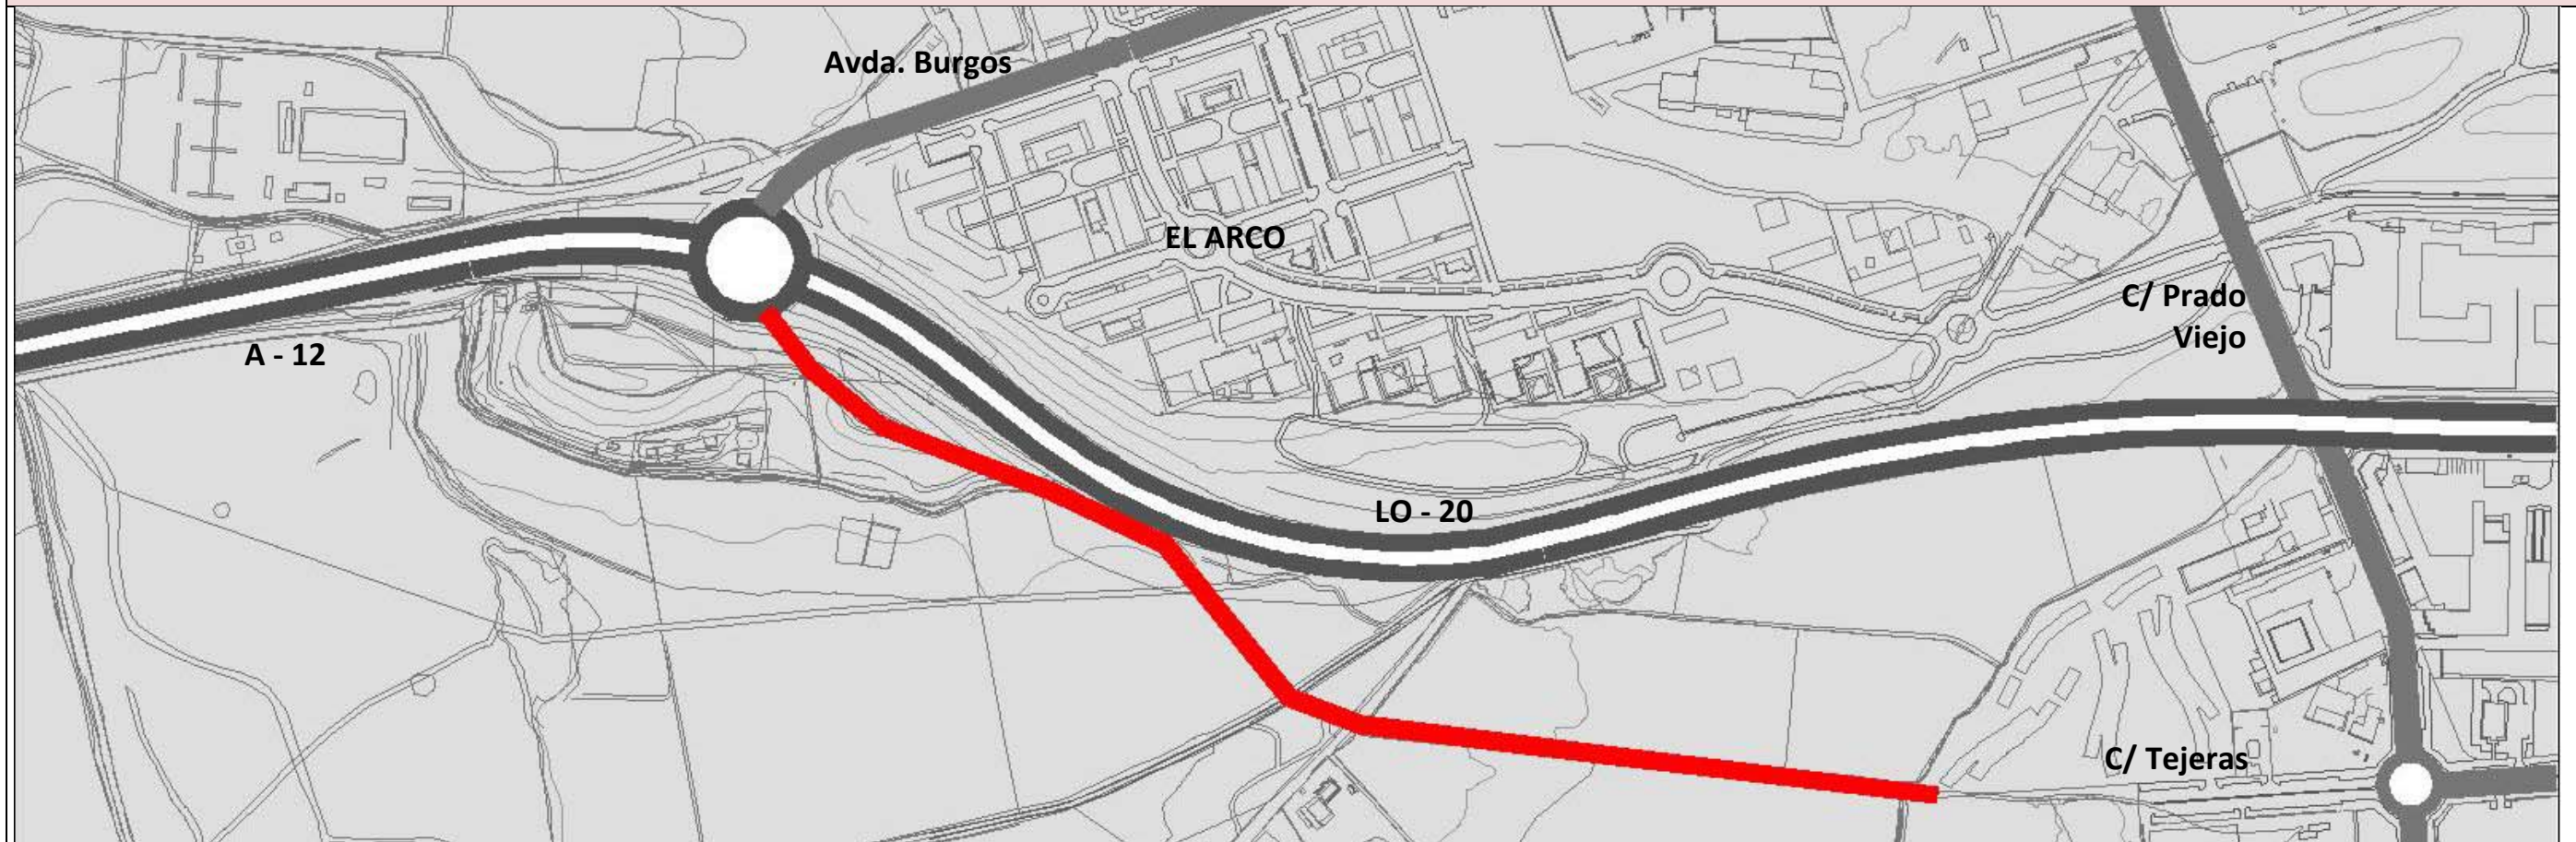 Avda. Burgos
EL ARCO
C/ Prado
Viejo
A - 12
LO - 20
C/ Tejeras